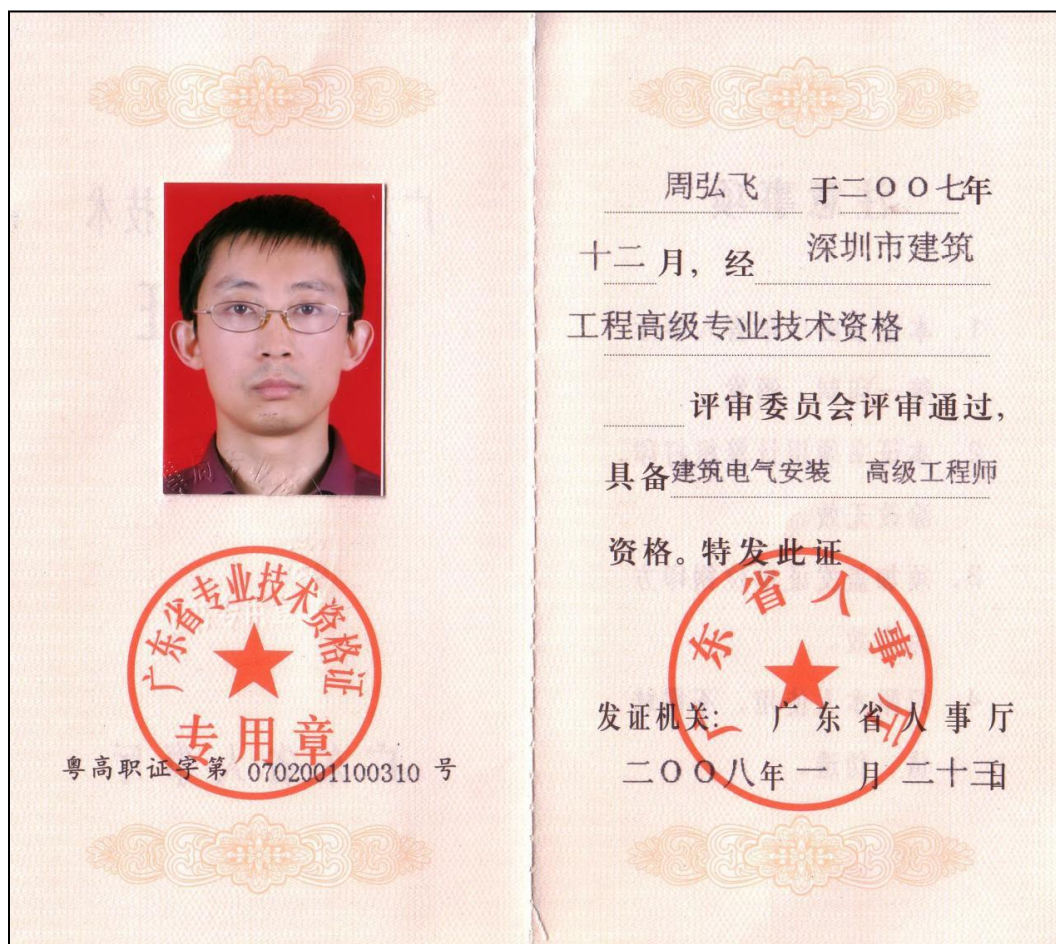 广东省专业技术资格证
专用章
粤高职证字第 0702001100310 号
周弘飞 于二〇〇七年
十二月，经 深圳市建筑
工程高级专业技术资格
评审委员会评审通过，
具备建筑电气安装 高级工程师
资格。特发此证
广东省人事厅
发证机关： 广东省人事厅
二〇〇八年一月二十三日